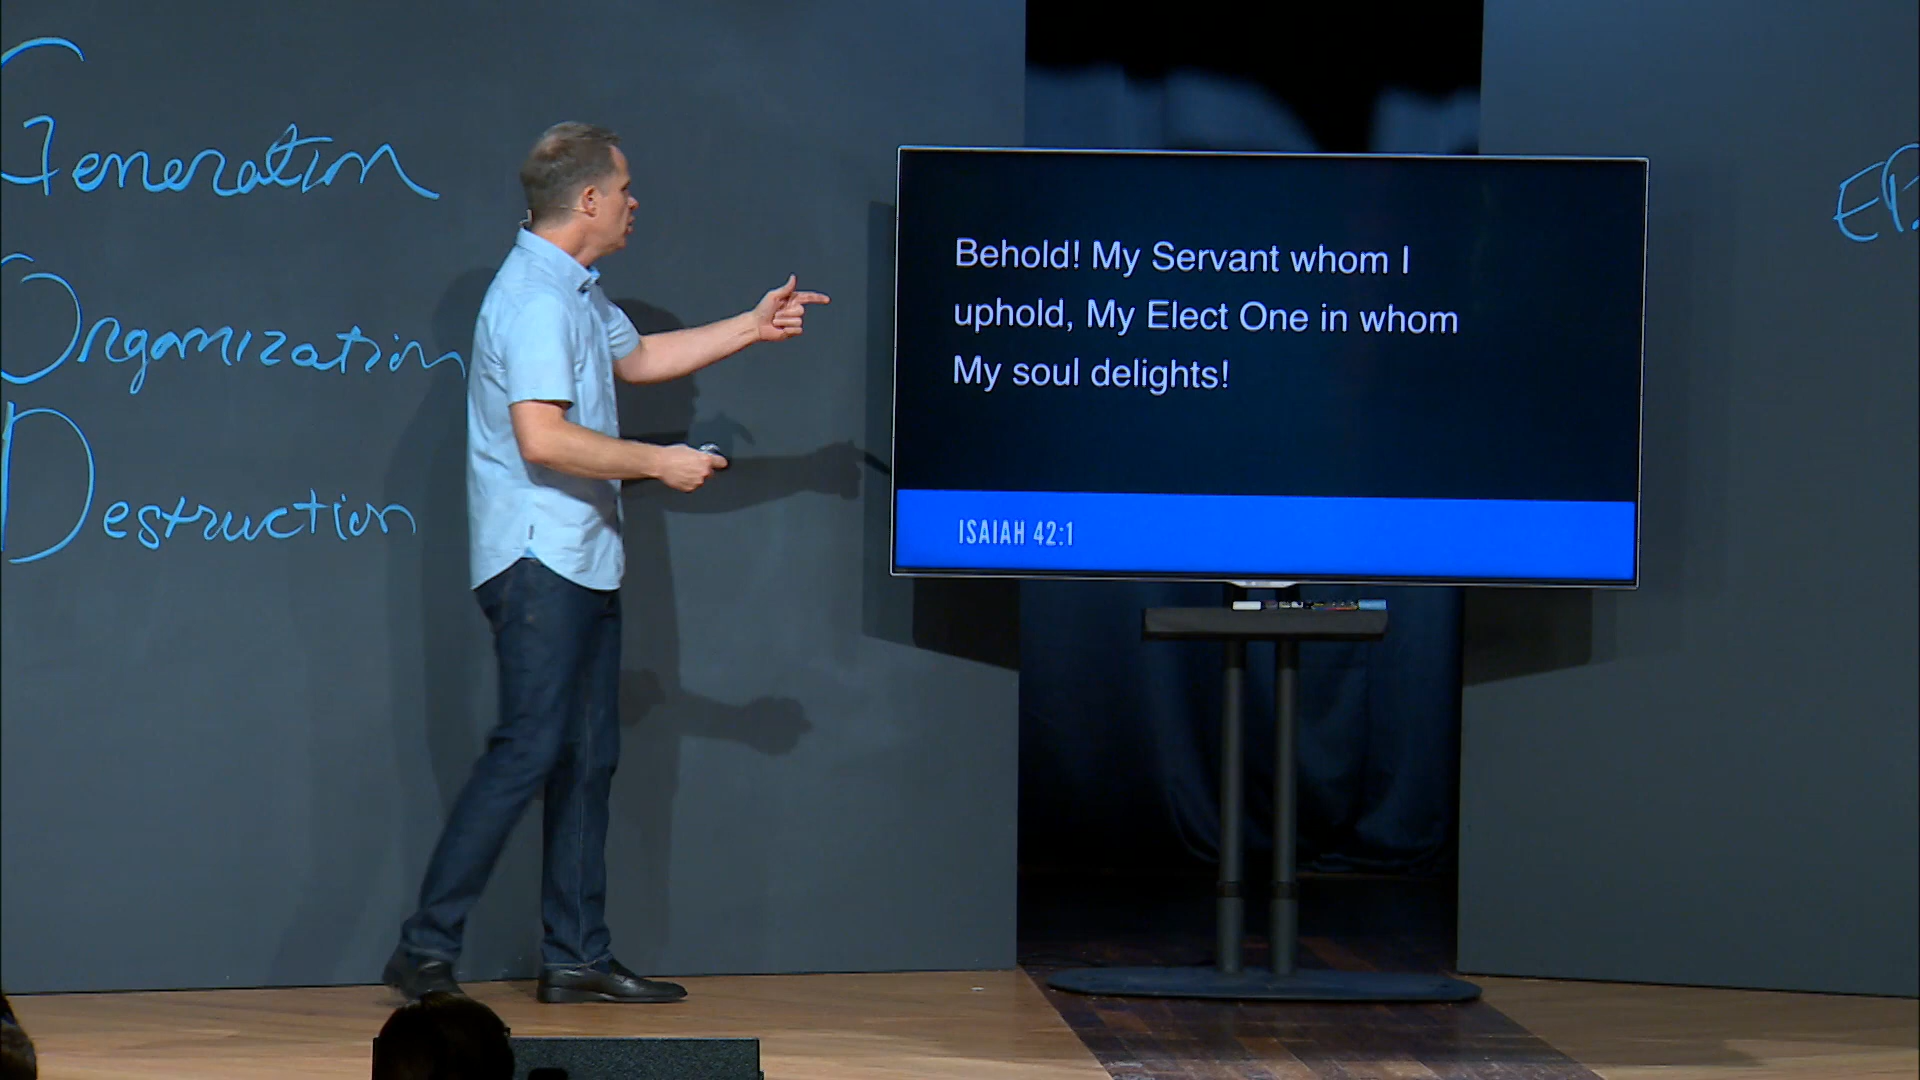 Generation
Organization
Destruction
Behold! My Servant whom I
uphold, My Elect One in whom
My soul delights!
ISAIAH 42:1